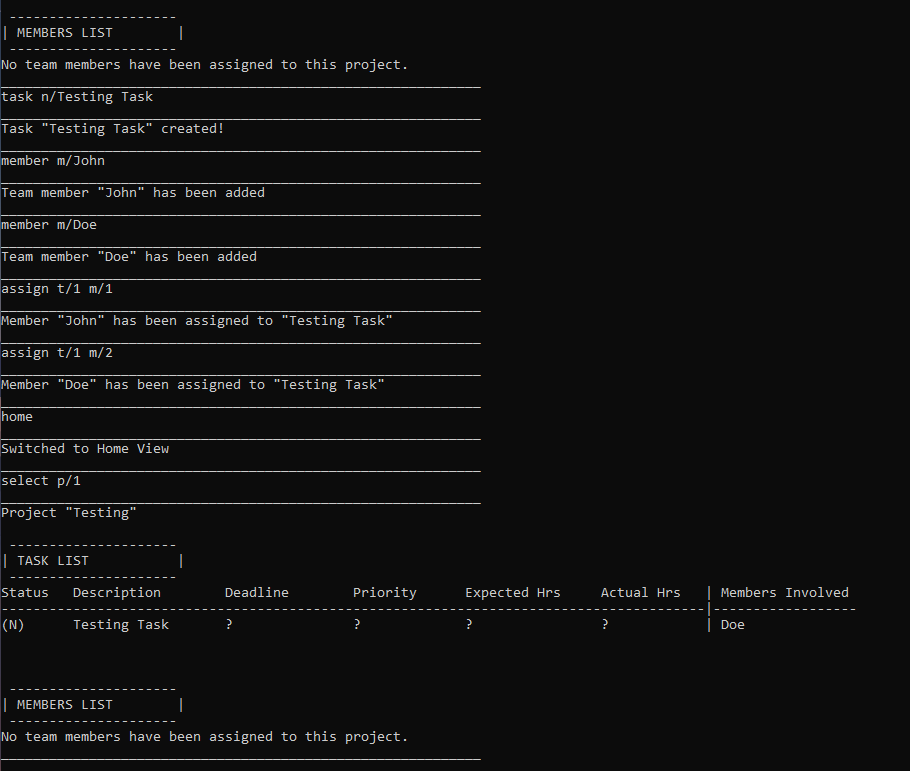 ---------------------
| MEMBERS LIST        |
---------------------
No team members have been assigned to this project.
____________________________________________________________
task n/Testing Task
____________________________________________________________
Task "Testing Task" created!
____________________________________________________________
member m/John
____________________________________________________________
Team member "John" has been added
____________________________________________________________
member m/Doe
____________________________________________________________
Team member "Doe" has been added
____________________________________________________________
assign t/1 m/1
____________________________________________________________
Member "John" has been assigned to "Testing Task"
____________________________________________________________
assign t/1 m/2
____________________________________________________________
Member "Doe" has been assigned to "Testing Task"
____________________________________________________________
home
____________________________________________________________
Switched to Home View
____________________________________________________________
select p/1
____________________________________________________________
Project "Testing"
---------------------
| TASK LIST           |
---------------------
Status   Description        Deadline        Priority      Expected Hrs     Actual Hrs   | Members Involved
----------------------------------------------------------------------------------------|------------------
(N)      Testing Task       ?               ?             ?                ?            | Doe
---------------------
| MEMBERS LIST        |
---------------------
No team members have been assigned to this project.
____________________________________________________________